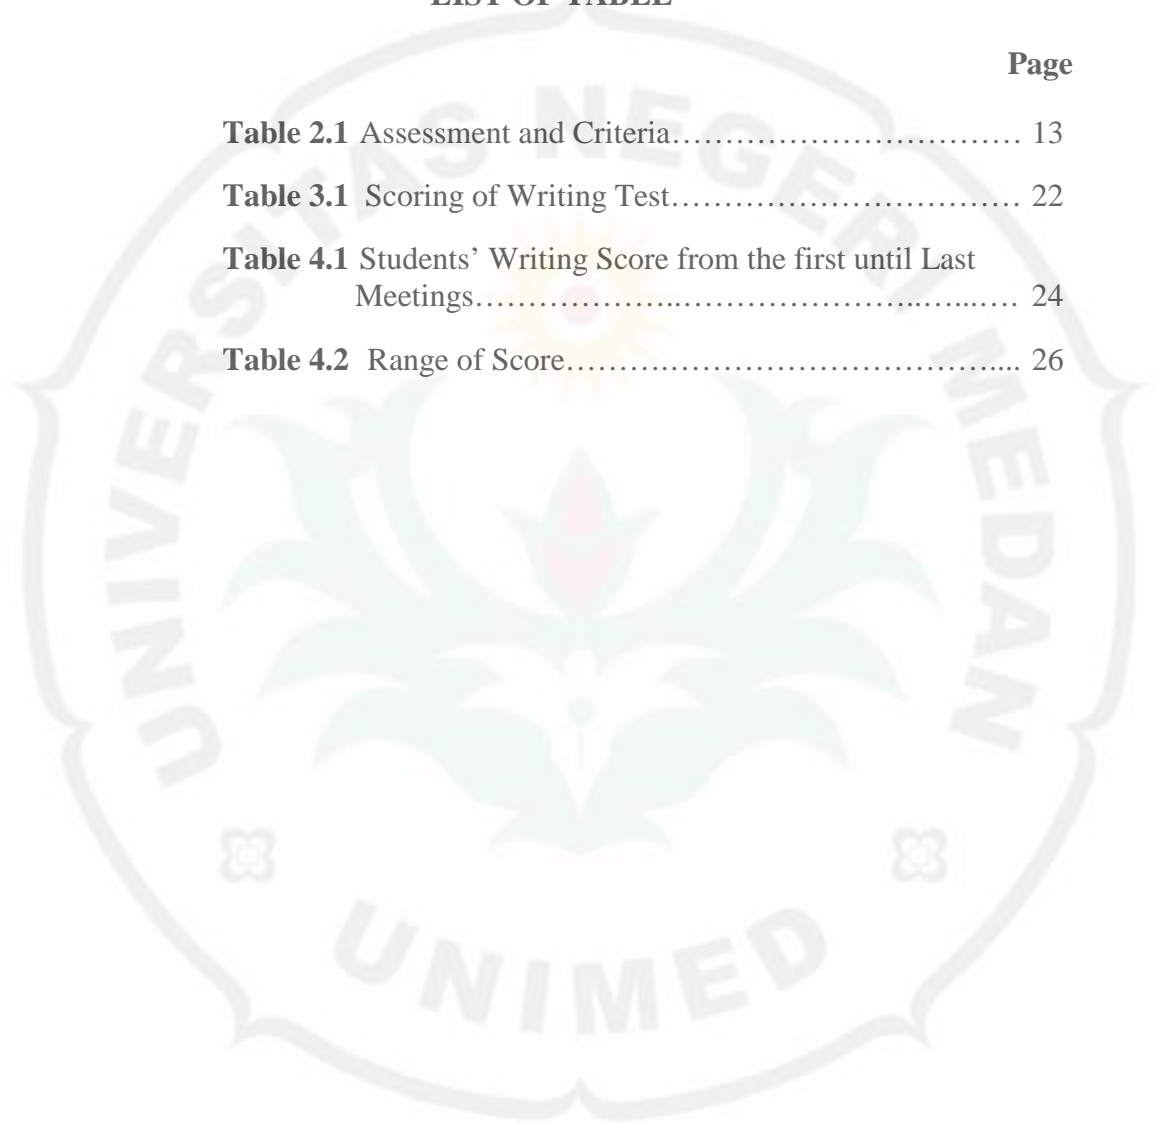 LIST OF TABLE
Page
Table 2.1 Assessment and Criteria…………………………… 13
Table 3.1 Scoring of Writing Test…………………………… 22
Table 4.1 Students’ Writing Score from the first until Last
Meetings………………..…………………..…...…. 24
Table 4.2 Range of Score……….…………………………..... 26
UNIVERSITAS NEGERI MEDAN
UNIMED